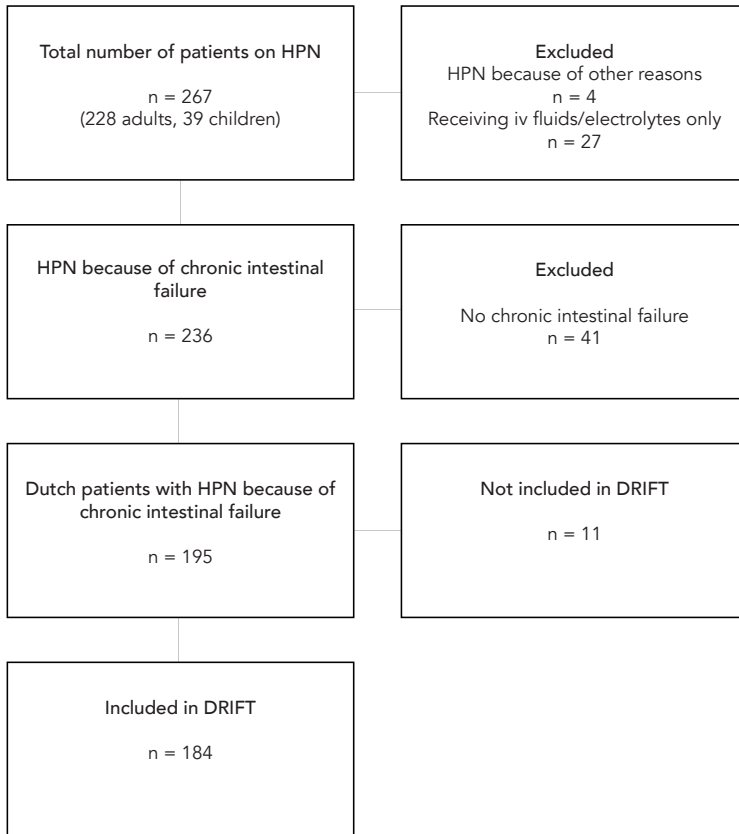 Total number of patients on HPN
n = 267
(228 adults, 39 children)
Excluded
HPN because of other reasons
n = 4
Receiving iv fluids/electrolytes only
n = 27
HPN because of chronic intestinal
failure
n = 236
Excluded
No chronic intestinal failure
n = 41
Dutch patients with HPN because of
chronic intestinal failure
n = 195
Not included in DRIFT
n = 11
Included in DRIFT
n = 184